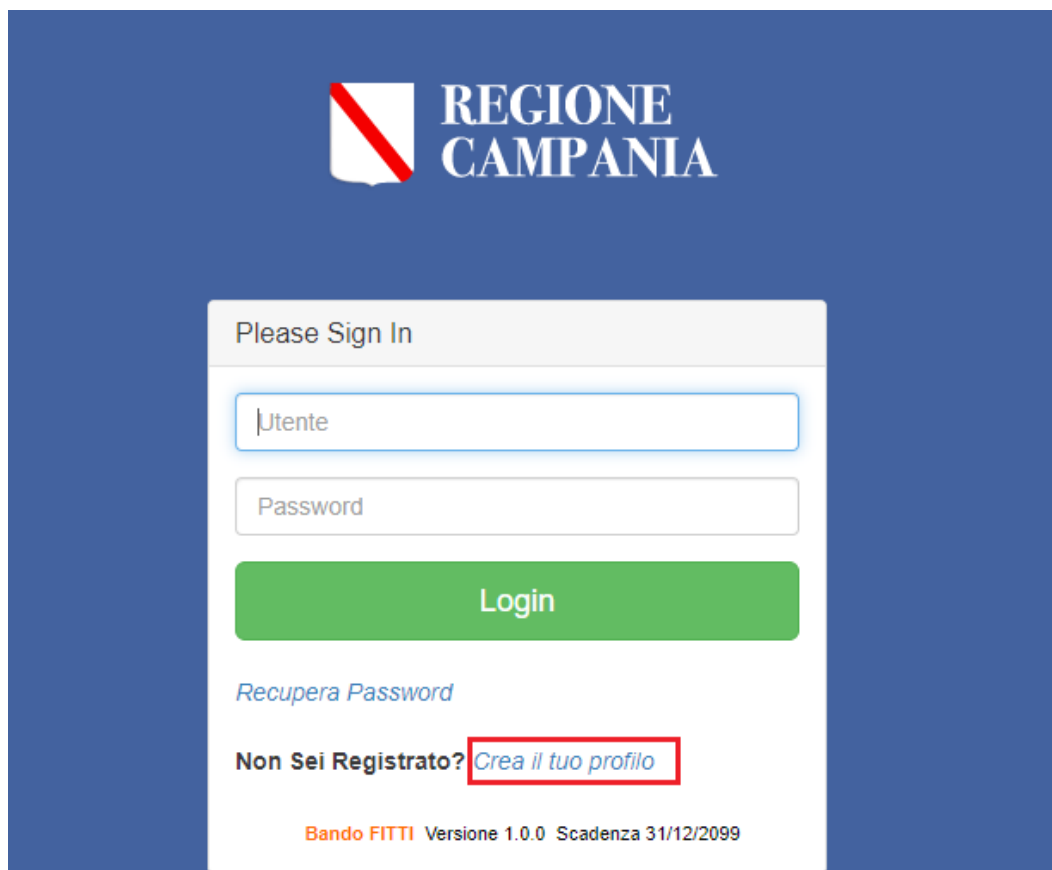 REGIONE
CAMPANIA
Please Sign In
Utente
Password
Login
Recupera Password
Non Sei Registrato? Crea il tuo profilo
Bando FITTI Versione 1.0.0 Scadenza 31/12/2099